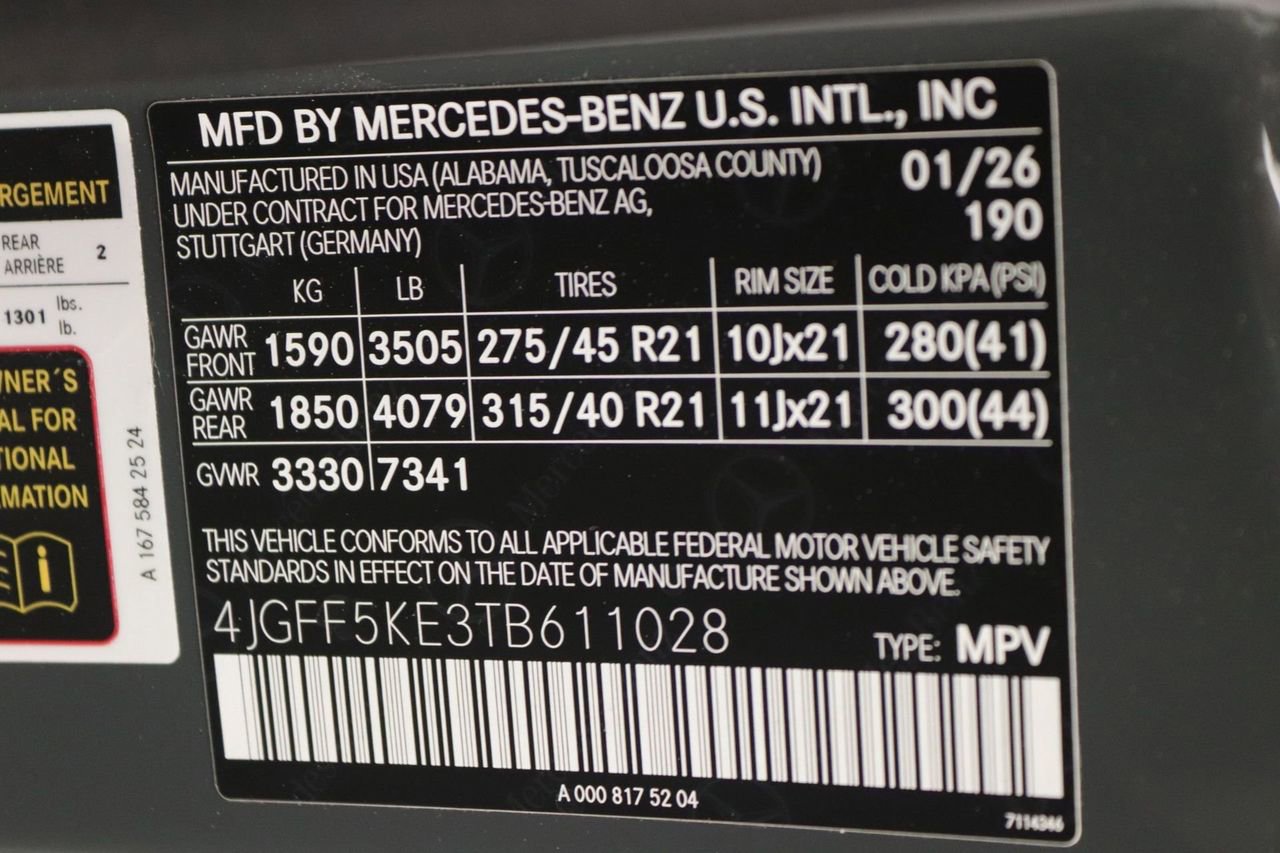 RGEMENT
REAR
ARRIÈRE 2
1301 lbs.
lb.
NER´S
AL FOR
TIONAL
MATION
A 167 584 25 24
MFD BY MERCEDES-BENZ U.S. INTL., INC
MANUFACTURED IN USA (ALABAMA, TUSCALOOSA COUNTY) 01/26
UNDER CONTRACT FOR MERCEDES-BENZ AG, 190
STUTTGART (GERMANY)
KG LB TIRES RIM SIZE COLD KPA (PSI)
GAWR FRONT 1590 3505 275/45 R21 10Jx21 280(41)
GAWR REAR 1850 4079 315/40 R21 11Jx21 300(44)
GVWR 3330 7341
THIS VEHICLE CONFORMS TO ALL APPLICABLE FEDERAL MOTOR VEHICLE SAFETY
STANDARDS IN EFFECT ON THE DATE OF MANUFACTURE SHOWN ABOVE.
4JGFF5KE3TB611028 TYPE: MPV
A 000 817 52 04
7114346